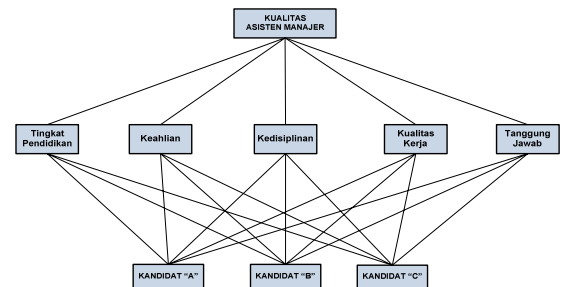 KUALITAS
ASISTEN MANAJER
Tingkat
Pendidikan
Keahlian
Kedisiplinan
Kualitas
Kerja
Tanggung
Jawab
KANDIDAT “A”
KANDIDAT “B”
KANDIDAT “C”